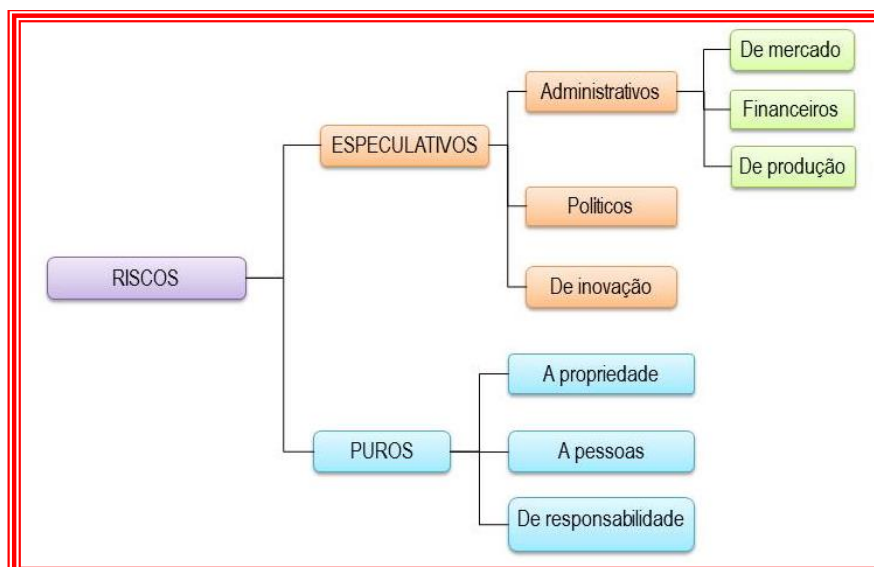 RISCOS
ESPECULATIVOS
Administrativos
De mercado
Financeiros
De produção
Políticos
De inovação
PUROS
A propriedade
A pessoas
De responsabilidade